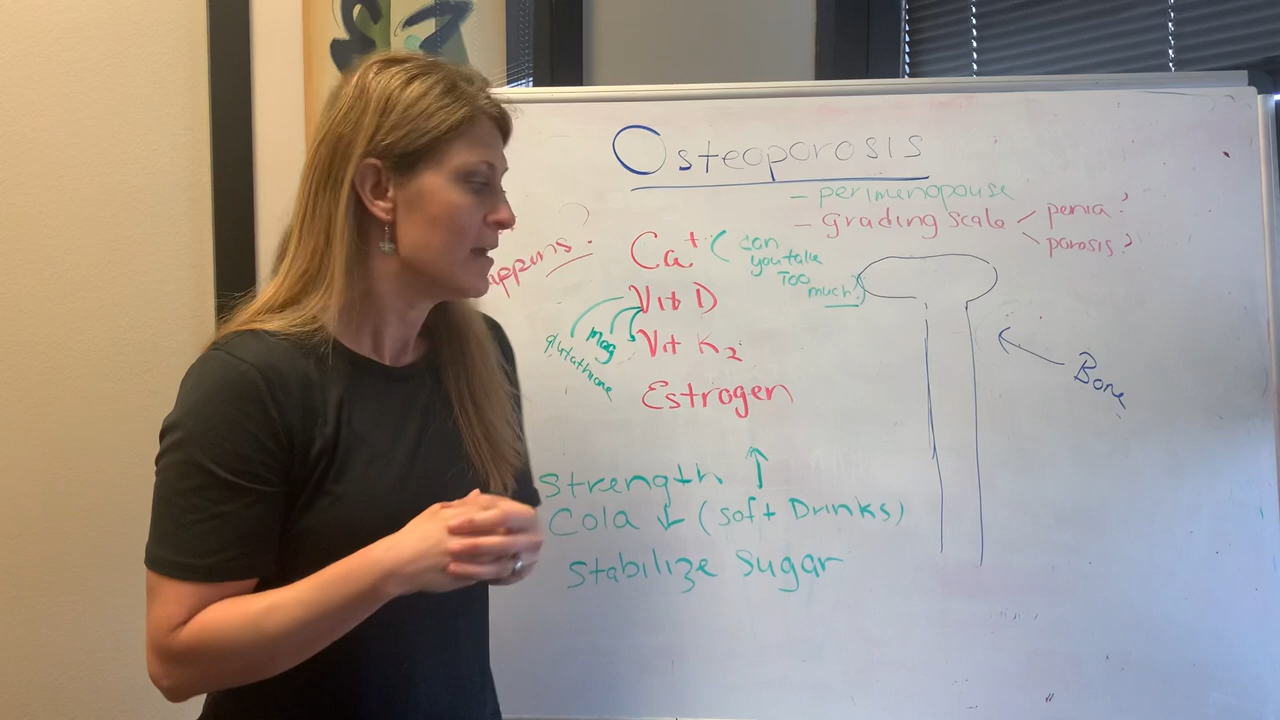 Osteoporosis
- perimenopause
- grading scale
penia?
porosis?
appens?
Ca+
(can
you take
Too
much?)
Vit D
glutathione
mag
Vit K2
Estrogen
Bone
Strength ↑
Cola ↓ (Soft Drinks)
Stabilize Sugar